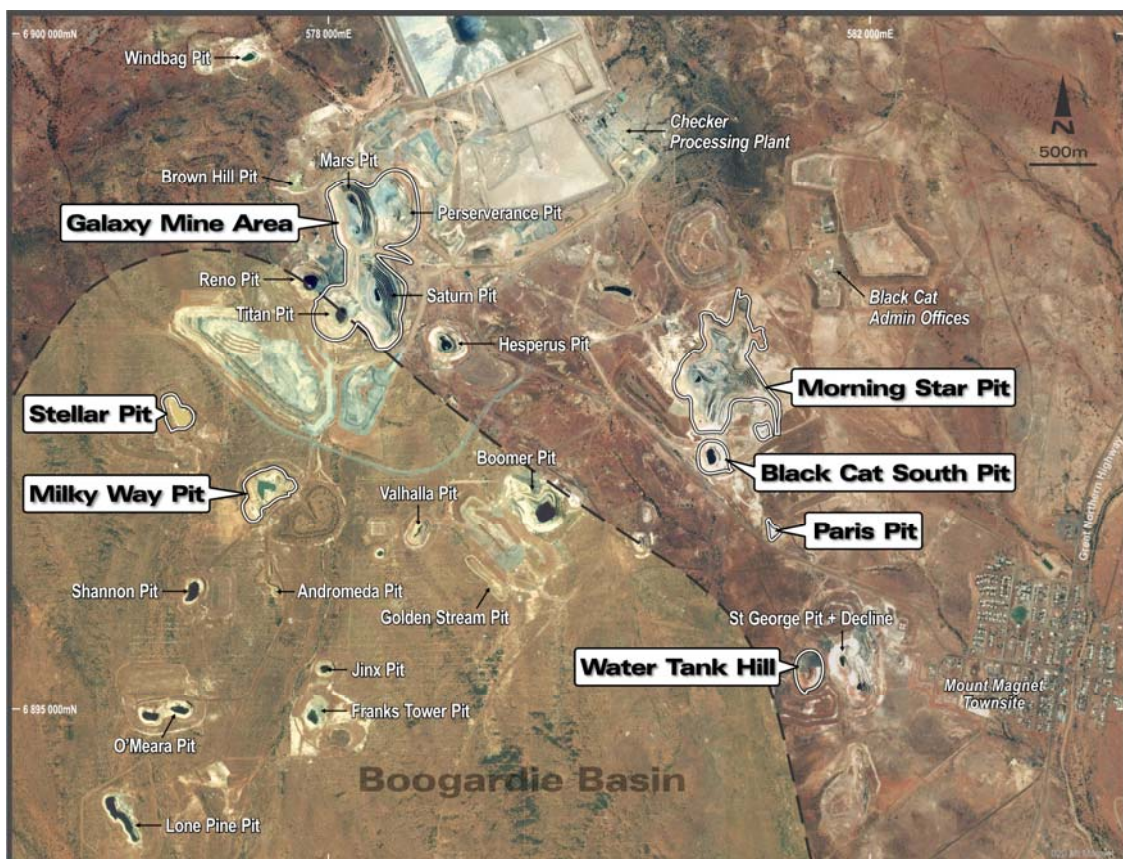 6 900 000mN
578 000mE
582 000mE
Windbag Pit
N
500m
Checker
Processing Plant
Mars Pit
Brown Hill Pit
Perserverance Pit
Galaxy Mine Area
Reno Pit
Saturn Pit
Titan Pit
Black Cat
Admin Offices
Hesperus Pit
Morning Star Pit
Stellar Pit
Boomer Pit
Black Cat South Pit
Milky Way Pit
Valhalla Pit
Great Northern Highway
Paris Pit
Shannon Pit
Andromeda Pit
Golden Stream Pit
St George Pit + Decline
Water Tank Hill
Jinx Pit
Mount Magnet
Townsite
6 895 000mN
Franks Tower Pit
O'Meara Pit
Boogardie Basin
Lone Pine Pit